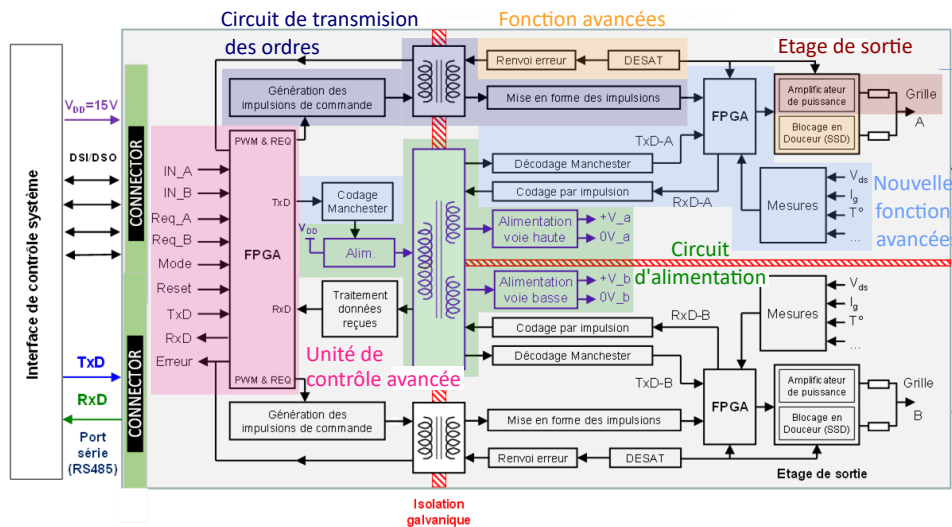 Circuit de transmision
des ordres
Fonction avancées
Etage de sortie
Renvoi erreur
DESAT
Génération des
impulsions de commande
Mise en forme des impulsions
FPGA
Amplificateur
de puissance
Blocage en
Douceur (SSD)
Grille
A
V_DD=15V
CONNECTOR
DSI/DSO
Interface de contrôle système
PWM & REQ
IN_A
IN_B
Req_A
Req_B
Mode
Reset
TxD
RxD
Erreur
FPGA
TxD
RxD
PWM & REQ
Codage
Manchester
V_DD
Alim.
Traitement
données
reçues
TxD-A
Décodage Manchester
Codage par impulsion
RxD-A
Mesures
V_ds
I_g
T°
...
Nouvelle
fonction
avancée
Alimentation
voie haute
+V_a
0V_a
Circuit
d'alimentation
Alimentation
voie basse
+V_b
0V_b
RxD-B
Codage par impulsion
Décodage Manchester
TxD-B
Mesures
V_ds
I_g
T°
...
Unité de
contrôle avancée
TxD
RxD
Port
série
(RS485)
CONNECTOR
Génération des
impulsions de commande
Mise en forme des impulsions
FPGA
Amplificateur
de puissance
Blocage en
Douceur (SSD)
Grille
B
Renvoi erreur
DESAT
Etage de sortie
Isolation
galvanique